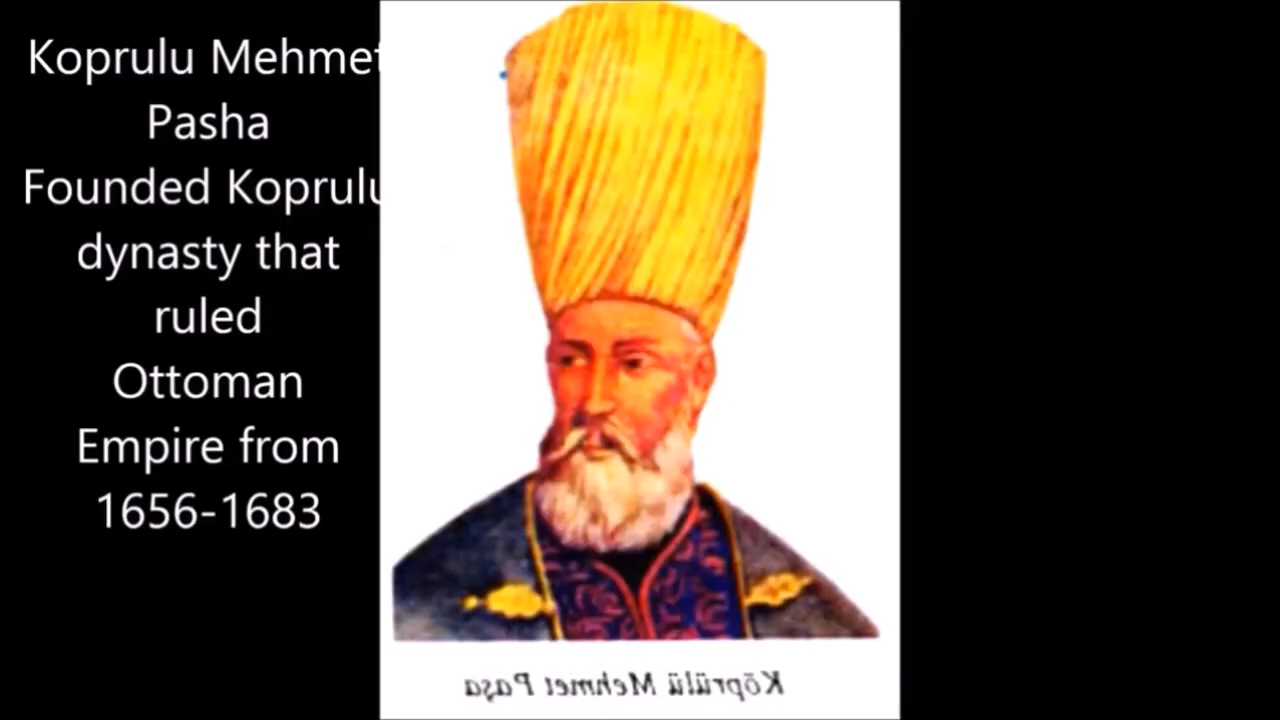 Koprulu Mehmet
Pasha
Founded Koprulu
dynasty that
ruled
Ottoman
Empire from
1656-1683
Köprülü Mehmet Paşa